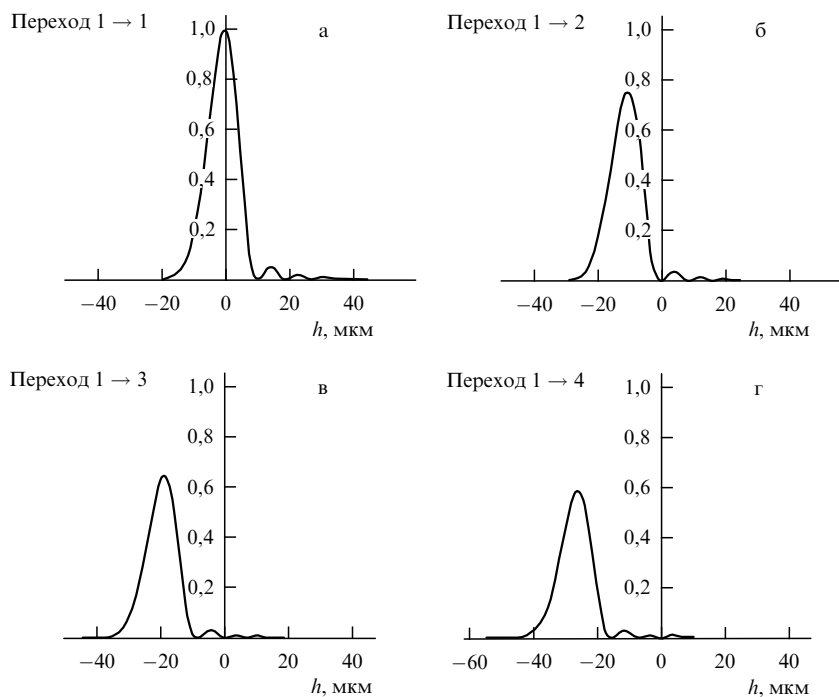 Переход 1 → 1
а
1,0
0,8
0,6
0,4
0,2
−40 −20 0 20 40
h, мкм
Переход 1 → 2
б
1,0
0,8
0,6
0,4
0,2
−40 −20 0 20 40
h, мкм
Переход 1 → 3
в
1,0
0,8
0,6
0,4
0,2
−40 −20 0 20 40
h, мкм
Переход 1 → 4
г
1,0
0,8
0,6
0,4
0,2
−60 −40 −20 0 20 40
h, мкм